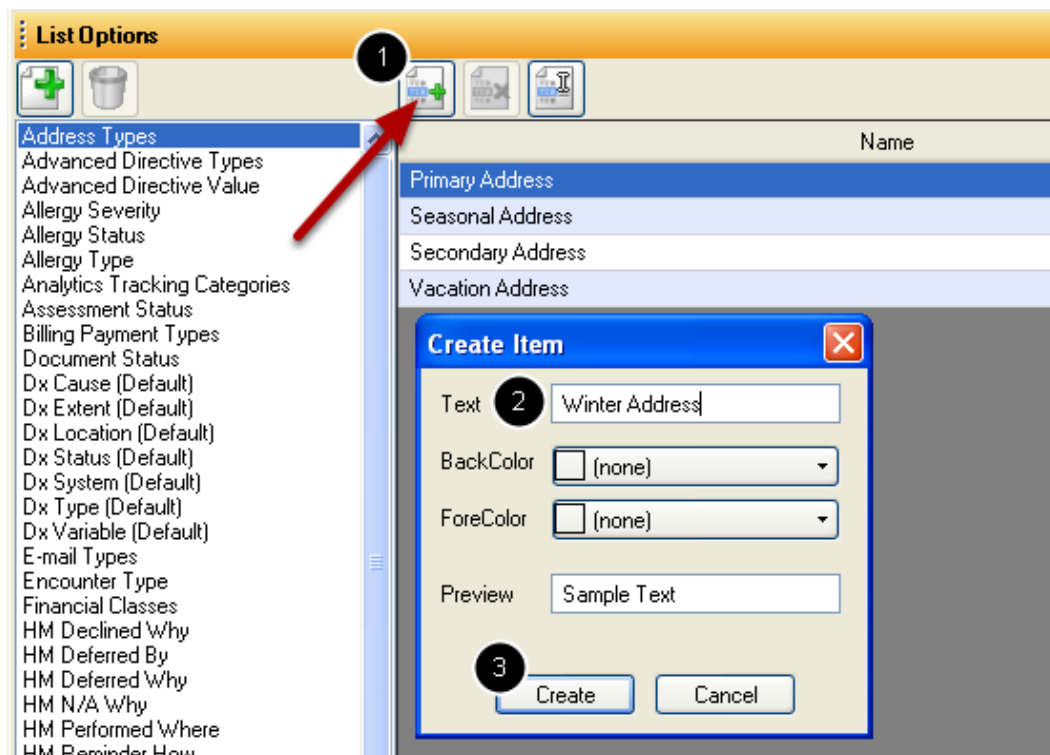 List Options
1
Name
Address Types
Advanced Directive Types
Advanced Directive Value
Allergy Severity
Allergy Status
Allergy Type
Analytics Tracking Categories
Assessment Status
Billing Payment Types
Document Status
Dx Cause (Default)
Dx Extent (Default)
Dx Location (Default)
Dx Status (Default)
Dx System (Default)
Dx Type (Default)
Dx Variable (Default)
E-mail Types
Encounter Type
Financial Classes
HM Declined Why
HM Deferred By
HM Deferred Why
HM N/A Why
HM Performed Where
HM Reminder How
Primary Address
Seasonal Address
Secondary Address
Vacation Address
Create Item
Text 2 Winter Address
BackColor (none)
ForeColor (none)
Preview Sample Text
3
Create Cancel